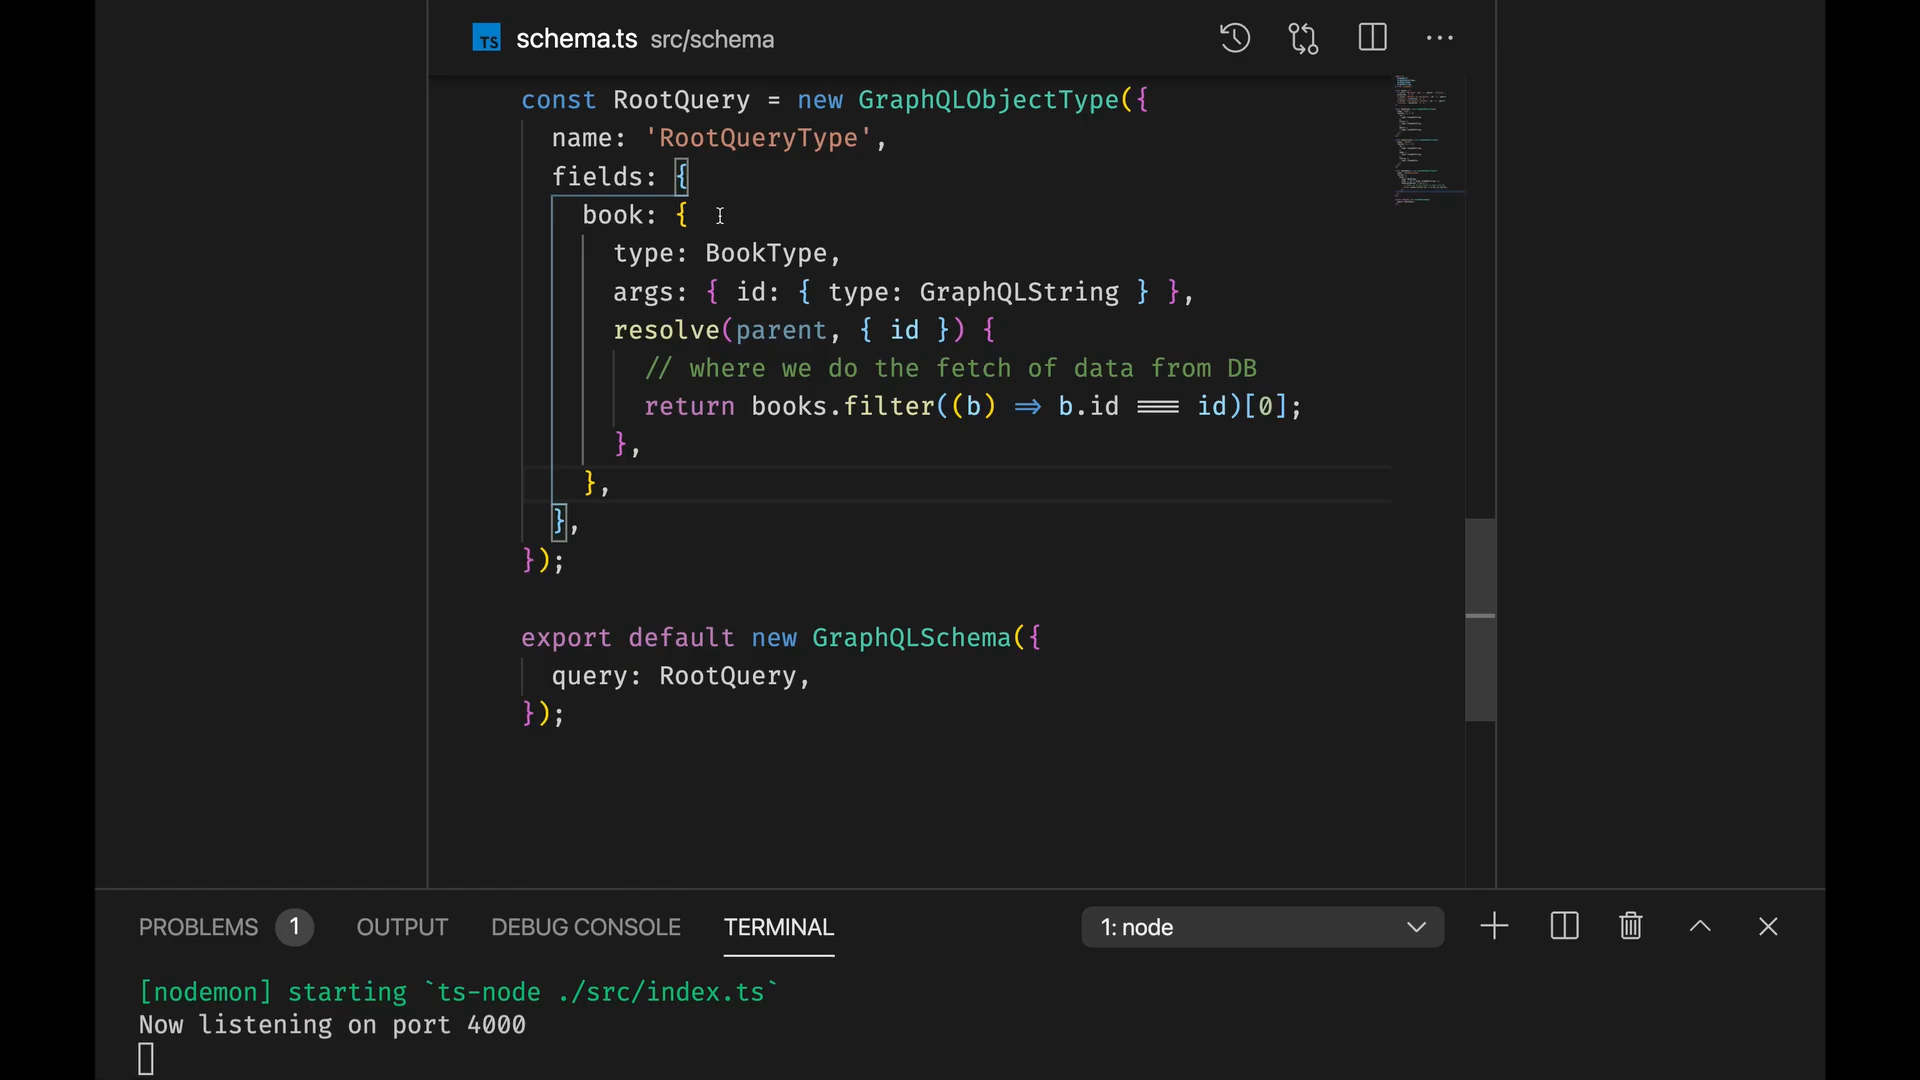 TS schema.ts src/schema
const RootQuery = new GraphQLObjectType({
name: 'RootQueryType',
fields: {
book: {
type: BookType,
args: { id: { type: GraphQLString } },
resolve(parent, { id }) {
// where we do the fetch of data from DB
return books.filter((b) => b.id === id)[0];
},
},
},
});
export default new GraphQLSchema({
query: RootQuery,
});
PROBLEMS 1 OUTPUT DEBUG CONSOLE TERMINAL 1: node
[nodemon] starting `ts-node ./src/index.ts`
Now listening on port 4000